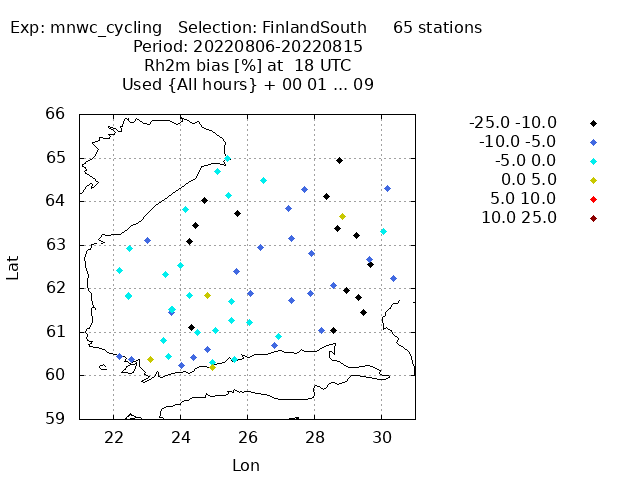 Exp: mnwc_cycling   Selection: FinlandSouth     65 stations
Period: 20220806-20220815
Rh2m bias [%] at  18 UTC
Used {All hours} + 00 01 ... 09
-25.0 -10.0
-10.0 -5.0
-5.0 0.0
0.0 5.0
5.0 10.0
10.0 25.0
66
65
64
63
62
61
60
59
Lat
22 24 26 28 30
Lon